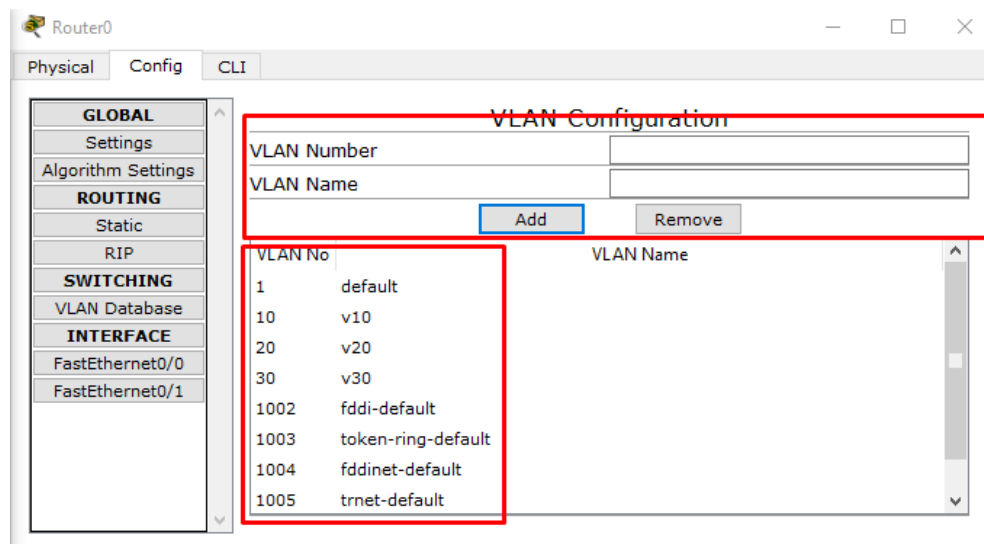 Router0
Physical Config CLI
GLOBAL
Settings
Algorithm Settings
ROUTING
Static
RIP
SWITCHING
VLAN Database
INTERFACE
FastEthernet0/0
FastEthernet0/1
VLAN Configuration
VLAN Number
VLAN Name
Add Remove
VLAN No VLAN Name
1 default
10 v10
20 v20
30 v30
1002 fddi-default
1003 token-ring-default
1004 fddinet-default
1005 trnet-default